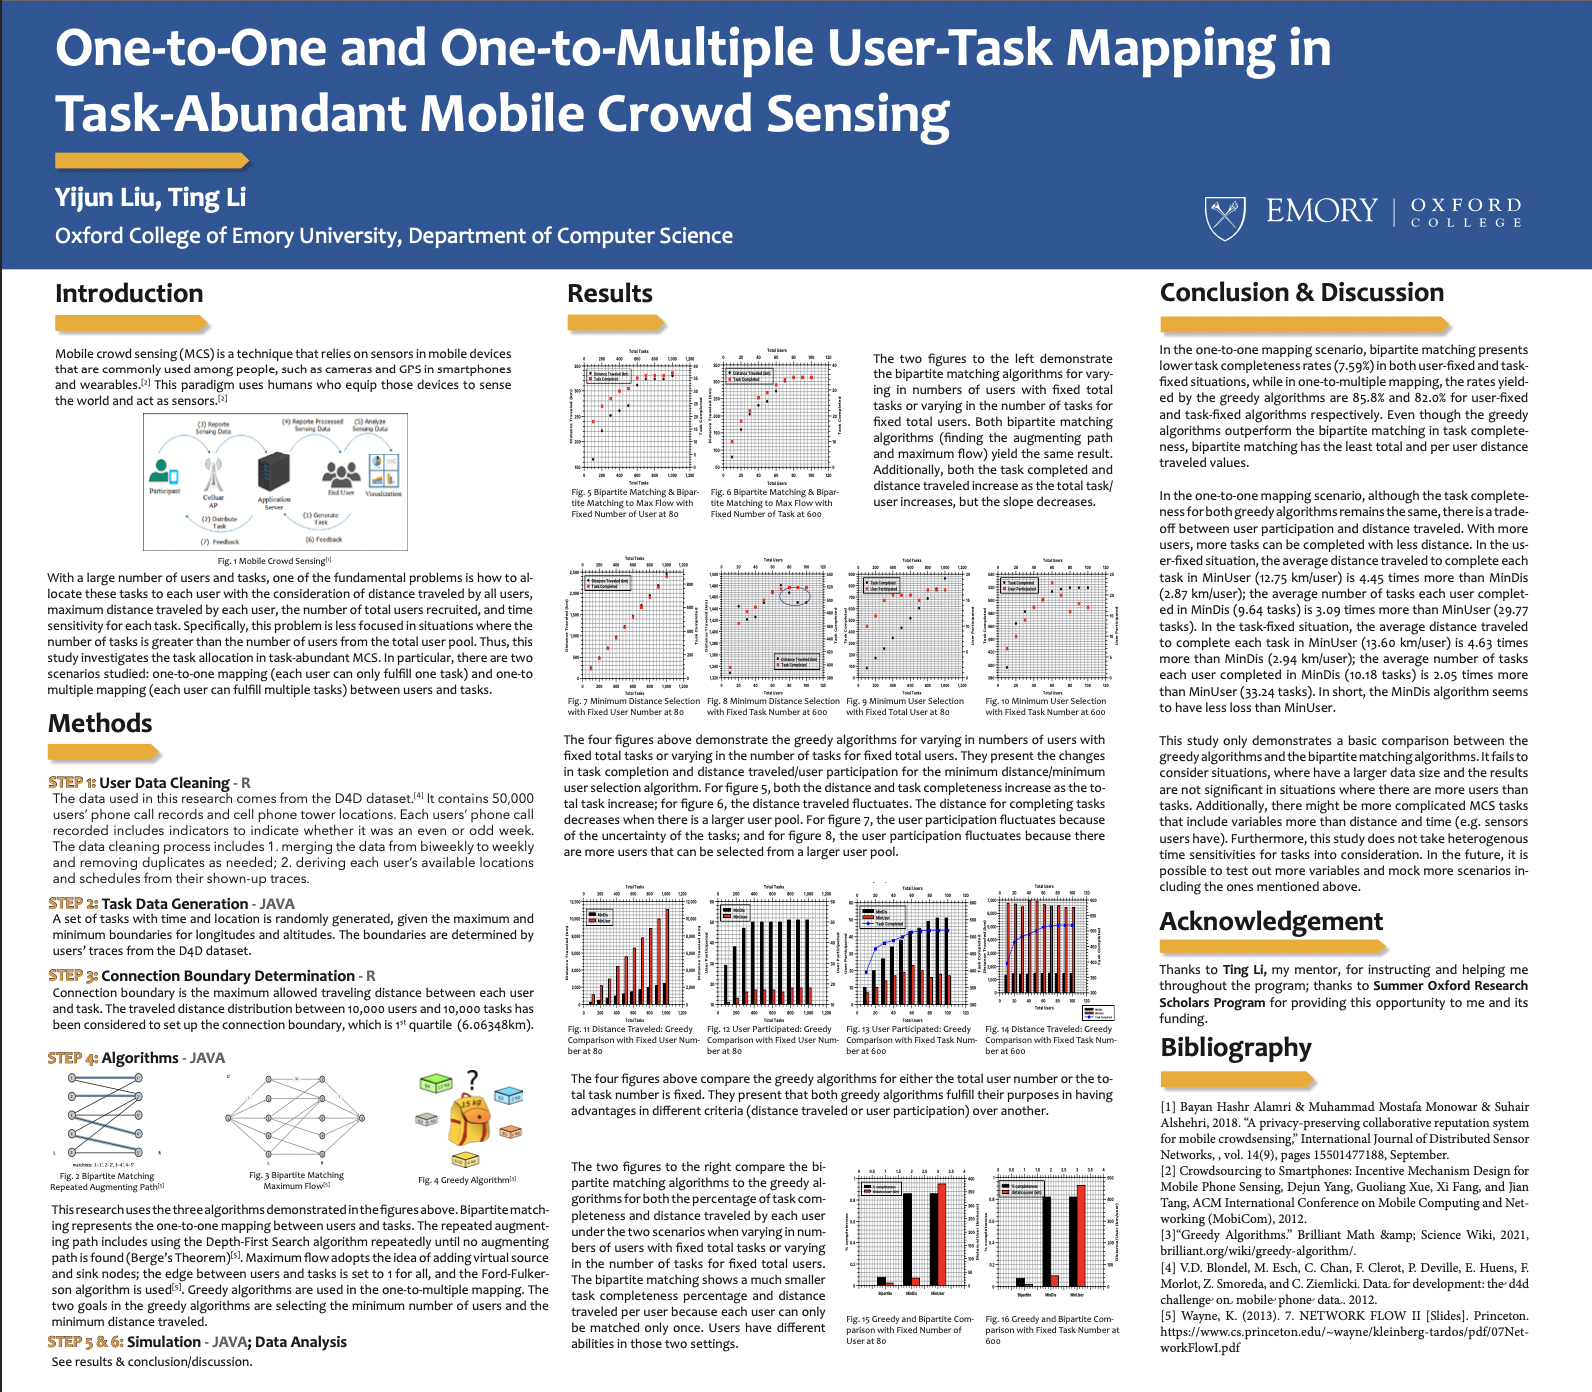 One-to-One and One-to-Multiple User-Task Mapping in
Task-Abundant Mobile Crowd Sensing
Yijun Liu, Ting Li
Oxford College of Emory University, Department of Computer Science
EMORY | OXFORD
COLLEGE
Introduction
Mobile crowd sensing (MCS) is a technique that relies on sensors in mobile devices
that are commonly used among people, such as cameras and GPS in smartphones
and wearables.[2] This paradigm uses humans who equip those devices to sense
the world and act as sensors.[2]
(3) Reporte
Sensing Data
(4) Reporte Processed
Sensing Data
(5) Analyze
Sensing Data
Participant
Celluar
AP
Application
Server
End User
Visualization
(2) Distribute
Task
(1) Generate
Task
(7) Feedback
(6) Feedback
Fig. 1 Mobile Crowd Sensing[1]
With a large number of users and tasks, one of the fundamental problems is how to al-
locate these tasks to each user with the consideration of distance traveled by all users,
maximum distance traveled by each user, the number of total users recruited, and time
sensitivity for each task. Specifically, this problem is less focused in situations where the
number of tasks is greater than the number of users from the total user pool. Thus, this
study investigates the task allocation in task-abundant MCS. In particular, there are two
scenarios studied: one-to-one mapping (each user can only fulfill one task) and one-to
multiple mapping (each user can fulfill multiple tasks) between users and tasks.
Methods
STEP 1: User Data Cleaning - R
The data used in this research comes from the D4D dataset.[4] It contains 50,000
users' phone call records and cell phone tower locations. Each users' phone call
recorded includes indicators to indicate whether it was an even or odd week.
The data cleaning process includes 1. merging the data from biweekly to weekly
and removing duplicates as needed; 2. deriving each user's available locations
and schedules from their shown-up traces.
STEP 2: Task Data Generation - JAVA
A set of tasks with time and location is randomly generated, given the maximum and
minimum boundaries for longitudes and altitudes. The boundaries are determined by
users' traces from the D4D dataset.
STEP 3: Connection Boundary Determination - R
Connection boundary is the maximum allowed traveling distance between each user
and task. The traveled distance distribution between 10,000 users and 10,000 tasks has
been considered to set up the connection boundary, which is 1st quartile (6.06348km).
STEP 4: Algorithms - JAVA
matching: 1-1', 2-2', 3-4', 4-5'
?
15 kg
Fig. 2 Bipartite Matching
Repeated Augmenting Path[5]
Fig. 3 Bipartite Matching
Maximum Flow[5]
Fig. 4 Greedy Algorithm[3]
This research uses the three algorithms demonstrated in the figures above. Bipartite match-
ing represents the one-to-one mapping between users and tasks. The repeated augment-
ing path includes using the Depth-First Search algorithm repeatedly until no augmenting
path is found (Berge's Theorem)[5]. Maximum flow adopts the idea of adding virtual source
and sink nodes; the edge between users and tasks is set to 1 for all, and the Ford-Fulker-
son algorithm is used[5]. Greedy algorithms are used in the one-to-multiple mapping. The
two goals in the greedy algorithms are selecting the minimum number of users and the
minimum distance traveled.
STEP 5 & 6: Simulation - JAVA; Data Analysis
See results & conclusion/discussion.
Results
Fig. 5 Bipartite Matching & Bipar-
tite Matching to Max Flow with
Fixed Number of User at 80
Fig. 6 Bipartite Matching & Bipar-
tite Matching to Max Flow with
Fixed Number of Task at 600
The two figures to the left demonstrate
the bipartite matching algorithms for vary-
ing in numbers of users with fixed total
tasks or varying in the number of tasks for
fixed total users. Both bipartite matching
algorithms (finding the augmenting path
and maximum flow) yield the same result.
Additionally, both the task completed and
distance traveled increase as the total task/
user increases, but the slope decreases.
Fig. 7 Minimum Distance Selection
with Fixed User Number at 80
Fig. 8 Minimum Distance Selection
with Fixed Task Number at 600
Fig. 9 Minimum User Selection
with Fixed Total User at 80
Fig. 10 Minimum User Selection
with Fixed Task Number at 600
The four figures above demonstrate the greedy algorithms for varying in numbers of users with
fixed total tasks or varying in the number of tasks for fixed total users. They present the changes
in task completion and distance traveled/user participation for the minimum distance/minimum
user selection algorithm. For figure 5, both the distance and task completeness increase as the to-
tal task increase; for figure 6, the distance traveled fluctuates. The distance for completing tasks
decreases when there is a larger user pool. For figure 7, the user participation fluctuates because
of the uncertainty of the tasks; and for figure 8, the user participation fluctuates because there
are more users that can be selected from a larger user pool.
Fig. 11 Distance Traveled: Greedy
Comparison with Fixed User Num-
ber at 80
Fig. 12 User Participated: Greedy
Comparison with Fixed User Num-
ber at 80
Fig. 13 User Participated: Greedy
Comparison with Fixed Task Num-
ber at 600
Fig. 14 Distance Traveled: Greedy
Comparison with Fixed Task Num-
ber at 600
The four figures above compare the greedy algorithms for either the total user number or the to-
tal task number is fixed. They present that both greedy algorithms fulfill their purposes in having
advantages in different criteria (distance traveled or user participation) over another.
The two figures to the right compare the bi-
partite matching algorithms to the greedy al-
gorithms for both the percentage of task com-
pleteness and distance traveled by each user
under the two scenarios when varying in num-
bers of users with fixed total tasks or varying
in the number of tasks for fixed total users.
The bipartite matching shows a much smaller
task completeness percentage and distance
traveled per user because each user can only
be matched only once. Users have different
abilities in those two settings.
Fig. 15 Greedy and Bipartite Com-
parison with Fixed Number of
User at 80
Fig. 16 Greedy and Bipartite Com-
parison with Fixed Task Number at
600
Conclusion & Discussion
In the one-to-one mapping scenario, bipartite matching presents
lower task completeness rates (7.59%) in both user-fixed and task-
fixed situations, while in one-to-multiple mapping, the rates yield-
ed by the greedy algorithms are 85.8% and 82.0% for user-fixed
and task-fixed algorithms respectively. Even though the greedy
algorithms outperform the bipartite matching in task complete-
ness, bipartite matching has the least total and per user distance
traveled values.
In the one-to-one mapping scenario, although the task complete-
ness for both greedy algorithms remains the same, there is a trade-
off between user participation and distance traveled. With more
users, more tasks can be completed with less distance. In the us-
er-fixed situation, the average distance traveled to complete each
task in MinUser (12.75 km/user) is 4.45 times more than MinDis
(2.87 km/user); the average number of tasks each user complet-
ed in MinDis (9.64 tasks) is 3.09 times more than MinUser (29.77
tasks). In the task-fixed situation, the average distance traveled
to complete each task in MinUser (13.60 km/user) is 4.63 times
more than MinDis (2.94 km/user); the average number of tasks
each user completed in MinDis (10.18 tasks) is 2.05 times more
than MinUser (33.24 tasks). In short, the MinDis algorithm seems
to have less loss than MinUser.
This study only demonstrates a basic comparison between the
greedy algorithms and the bipartite matching algorithms. It fails to
consider situations, where have a larger data size and the results
are not significant in situations where there are more users than
tasks. Additionally, there might be more complicated MCS tasks
that include variables more than distance and time (e.g. sensors
users have). Furthermore, this study does not take heterogenous
time sensitivities for tasks into consideration. In the future, it is
possible to test out more variables and mock more scenarios in-
cluding the ones mentioned above.
Acknowledgement
Thanks to Ting Li, my mentor, for instructing and helping me
throughout the program; thanks to Summer Oxford Research
Scholars Program for providing this opportunity to me and its
funding.
Bibliography
[1] Bayan Hashr Alamri & Muhammad Mostafa Monowar & Suhair
Alshehri, 2018. "A privacy-preserving collaborative reputation system
for mobile crowdsensing," International Journal of Distributed Sensor
Networks, , vol. 14(9), pages 15501477188, September.
[2] Crowdsourcing to Smartphones: Incentive Mechanism Design for
Mobile Phone Sensing, Dejun Yang, Guoliang Xue, Xi Fang, and Jian
Tang, ACM International Conference on Mobile Computing and Net-
working (MobiCom), 2012.
[3]"Greedy Algorithms." Brilliant Math &amp; Science Wiki, 2021,
brilliant.org/wiki/greedy-algorithm/.
[4] V.D. Blondel, M. Esch, C. Chan, F. Clerot, P. Deville, E. Huens, F.
Morlot, Z. Smoreda, and C. Ziemlicki. Data for development: the d4d
challenge on mobile phone data. 2012.
[5] Wayne, K. (2013). 7. NETWORK FLOW II [Slides]. Princeton.
https://www.cs.princeton.edu/~wayne/kleinberg-tardos/pdf/07Net-
workFlowI.pdf